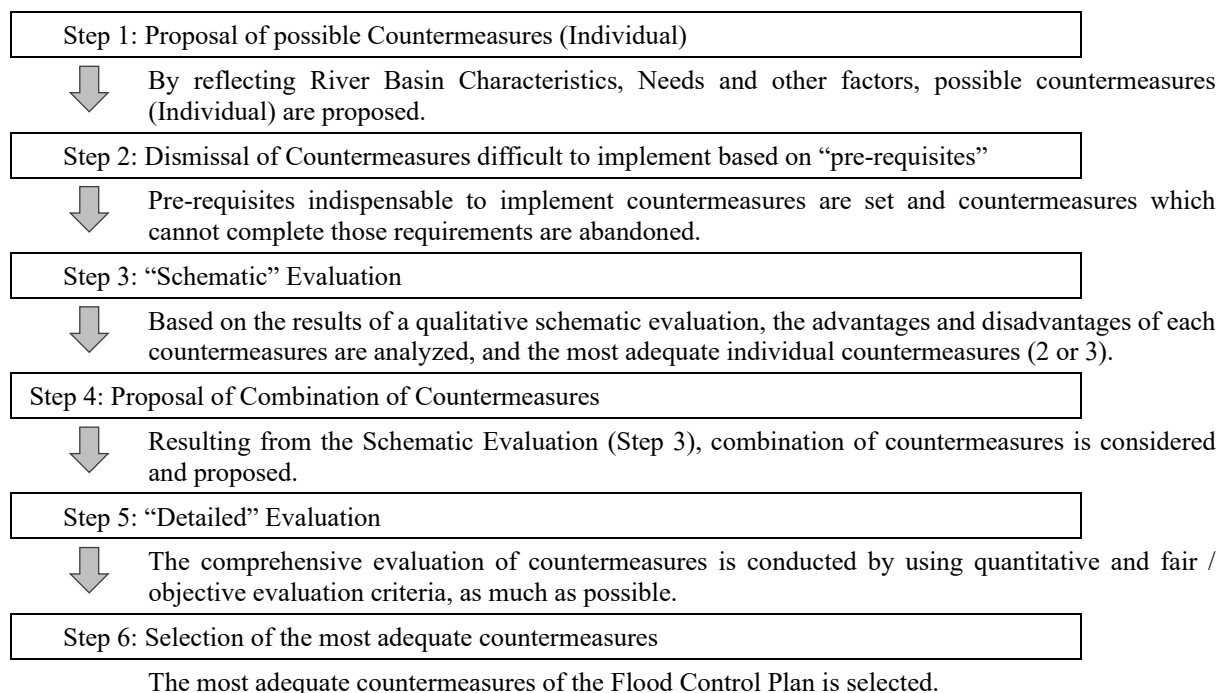 Step 1: Proposal of possible Countermeasures (Individual)
By reflecting River Basin Characteristics, Needs and other factors, possible countermeasures
(Individual) are proposed.
Step 2: Dismissal of Countermeasures difficult to implement based on “pre-requisites”
Pre-requisites indispensable to implement countermeasures are set and countermeasures which
cannot complete those requirements are abandoned.
Step 3: “Schematic” Evaluation
Based on the results of a qualitative schematic evaluation, the advantages and disadvantages of each
countermeasures are analyzed, and the most adequate individual countermeasures (2 or 3).
Step 4: Proposal of Combination of Countermeasures
Resulting from the Schematic Evaluation (Step 3), combination of countermeasures is considered
and proposed.
Step 5: “Detailed” Evaluation
The comprehensive evaluation of countermeasures is conducted by using quantitative and fair /
objective evaluation criteria, as much as possible.
Step 6: Selection of the most adequate countermeasures
The most adequate countermeasures of the Flood Control Plan is selected.